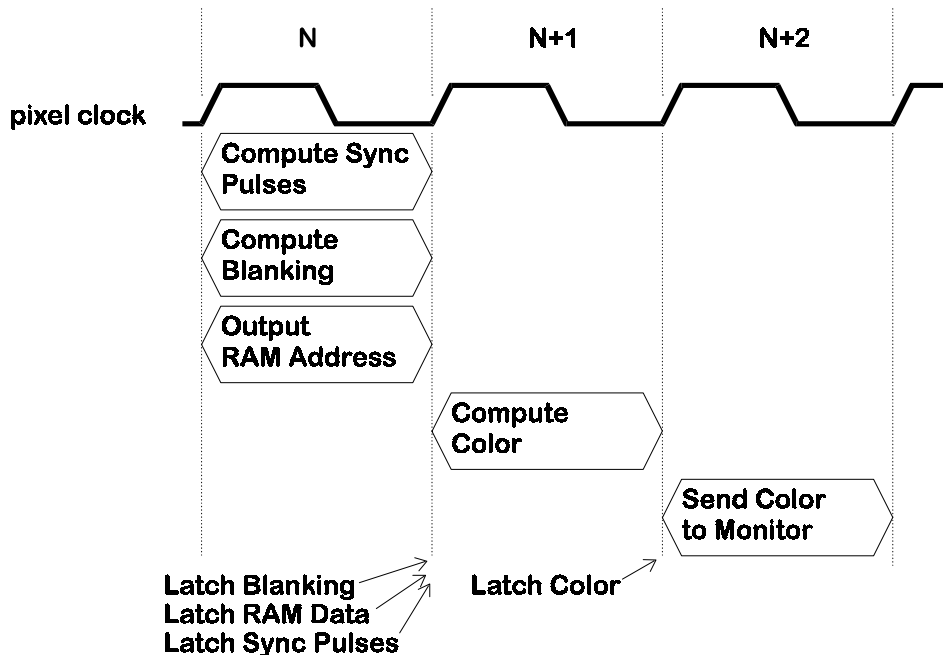 N N+1 N+2
pixel clock
Compute Sync
Pulses
Compute
Blanking
Output
RAM Address
Compute
Color
Send Color
to Monitor
Latch Blanking
Latch RAM Data
Latch Sync Pulses
Latch Color